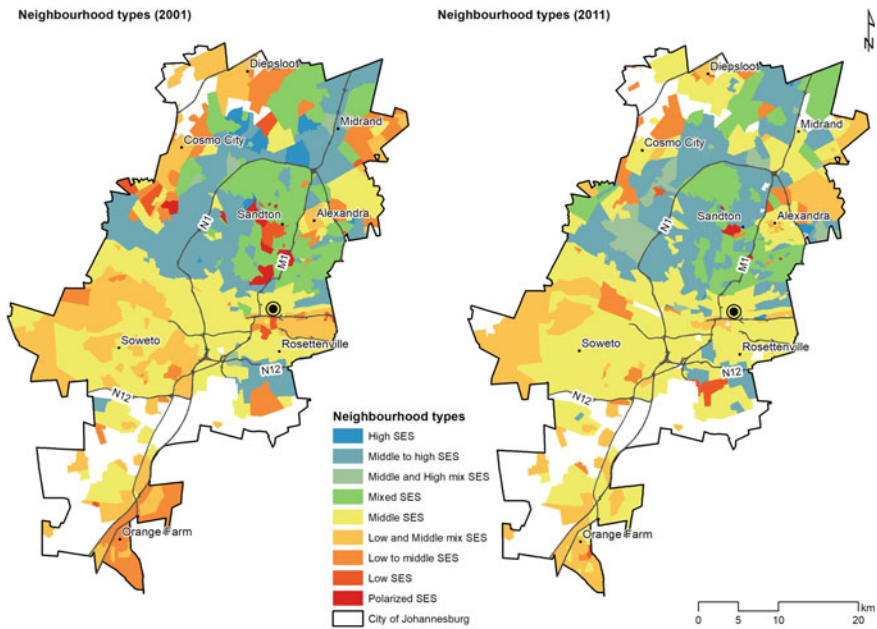 Neighbourhood types (2001)
Neighbourhood types (2011)
N
Diepsloot
Midrand
Cosmo City
N1
Sandton
Alexandra
M1
Soweto
Rosettenville
N12
N12
Orange Farm
Diepsloot
Midrand
Cosmo City
N1
Sandton
Alexandra
M1
Soweto
Rosettenville
N12
N12
Orange Farm
Neighbourhood types
High SES
Middle to high SES
Middle and High mix SES
Mixed SES
Middle SES
Low and Middle mix SES
Low to middle SES
Low SES
Polarized SES
City of Johannesburg
km
0 5 10 20